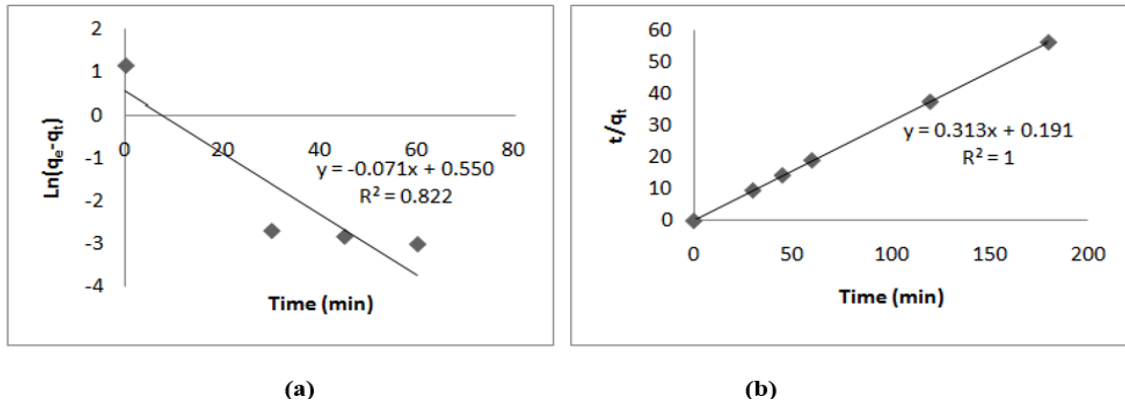 2
1
0
-1
-2
-3
-4
0
20
40
60
80
y = -0.071x + 0.550
R² = 0.822
Ln(qe-qt)
Time (min)
60
50
40
30
20
10
0
0
50
100
150
200
y = 0.313x + 0.191
R² = 1
t/qt
Time (min)
(a)
(b)